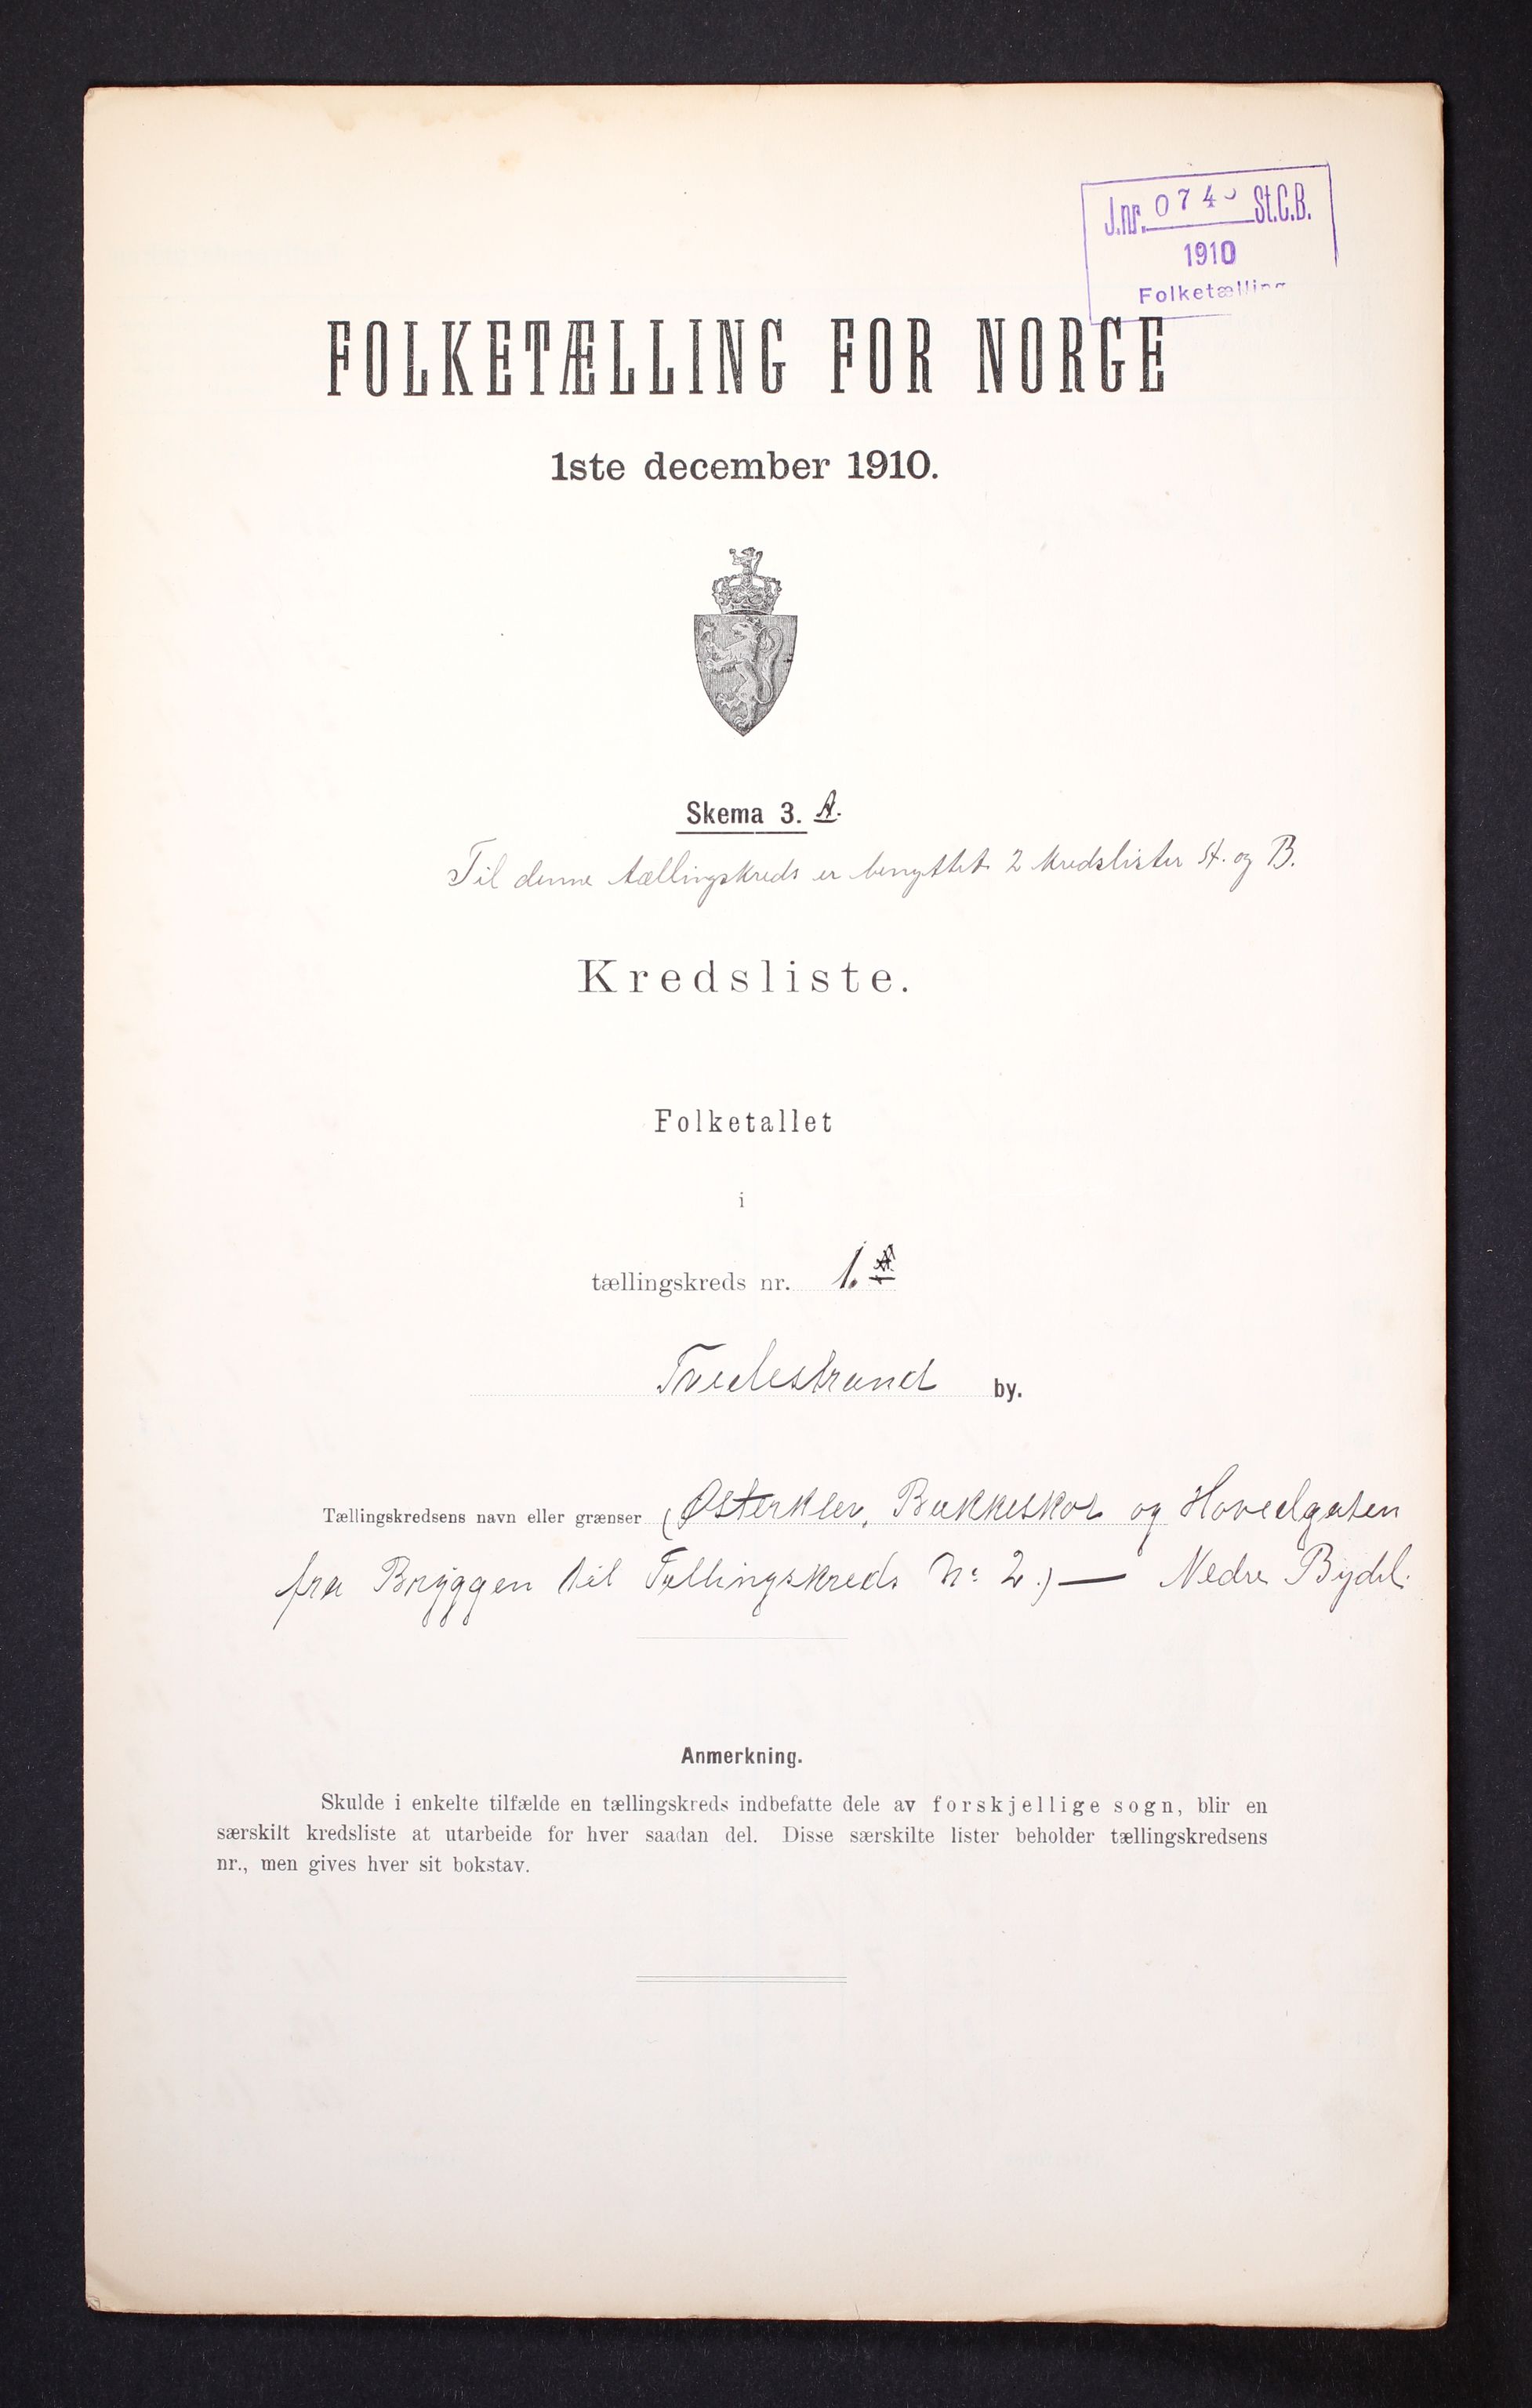 J.nr. 074 St.C.B.
1910
Folketælling
FOLKETÆLLING FOR NORGE
1ste december 1910.
Skema 3. A.
Til denne tællingskreds er benyttet 2 kredslister A. og B.
Kredsliste.
Folketallet
i
tællingskreds nr. 1.
Tvedestrand by.
Tællingskredsens navn eller grænser (Østerklev, Bakkeskot og Hovedgaten
fra Bryggen til Tællingskreds No 2.) — Nedre Bydel.
Anmerkning.
Skulde i enkelte tilfælde en tællingskreds indbefatte dele av forskjellige sogn, blir en
særskilt kredsliste at utarbeide for hver saadan del. Disse særskilte lister beholder tællingskredsens
nr., men gives hver sit bokstav.